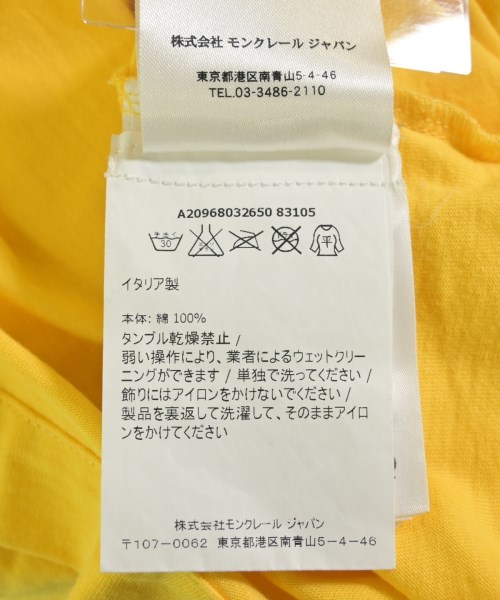 株式会社 モンクレール ジャパン
東京都港区南青山5-4-46
TEL.03-3486-2110
A20968032650 83105
手洗イ 30
ドライ 平
イタリア製
本体: 綿 100%
タンブル乾燥禁止 /
弱い操作により、業者によるウェットクリー
ニングができます / 単独で洗ってください /
飾りにはアイロンをかけないでください /
製品を裏返して洗濯して、そのままアイロ
ンをかけてください
株式会社モンクレール ジャパン
〒107-0062 東京都港区南青山5-4-46